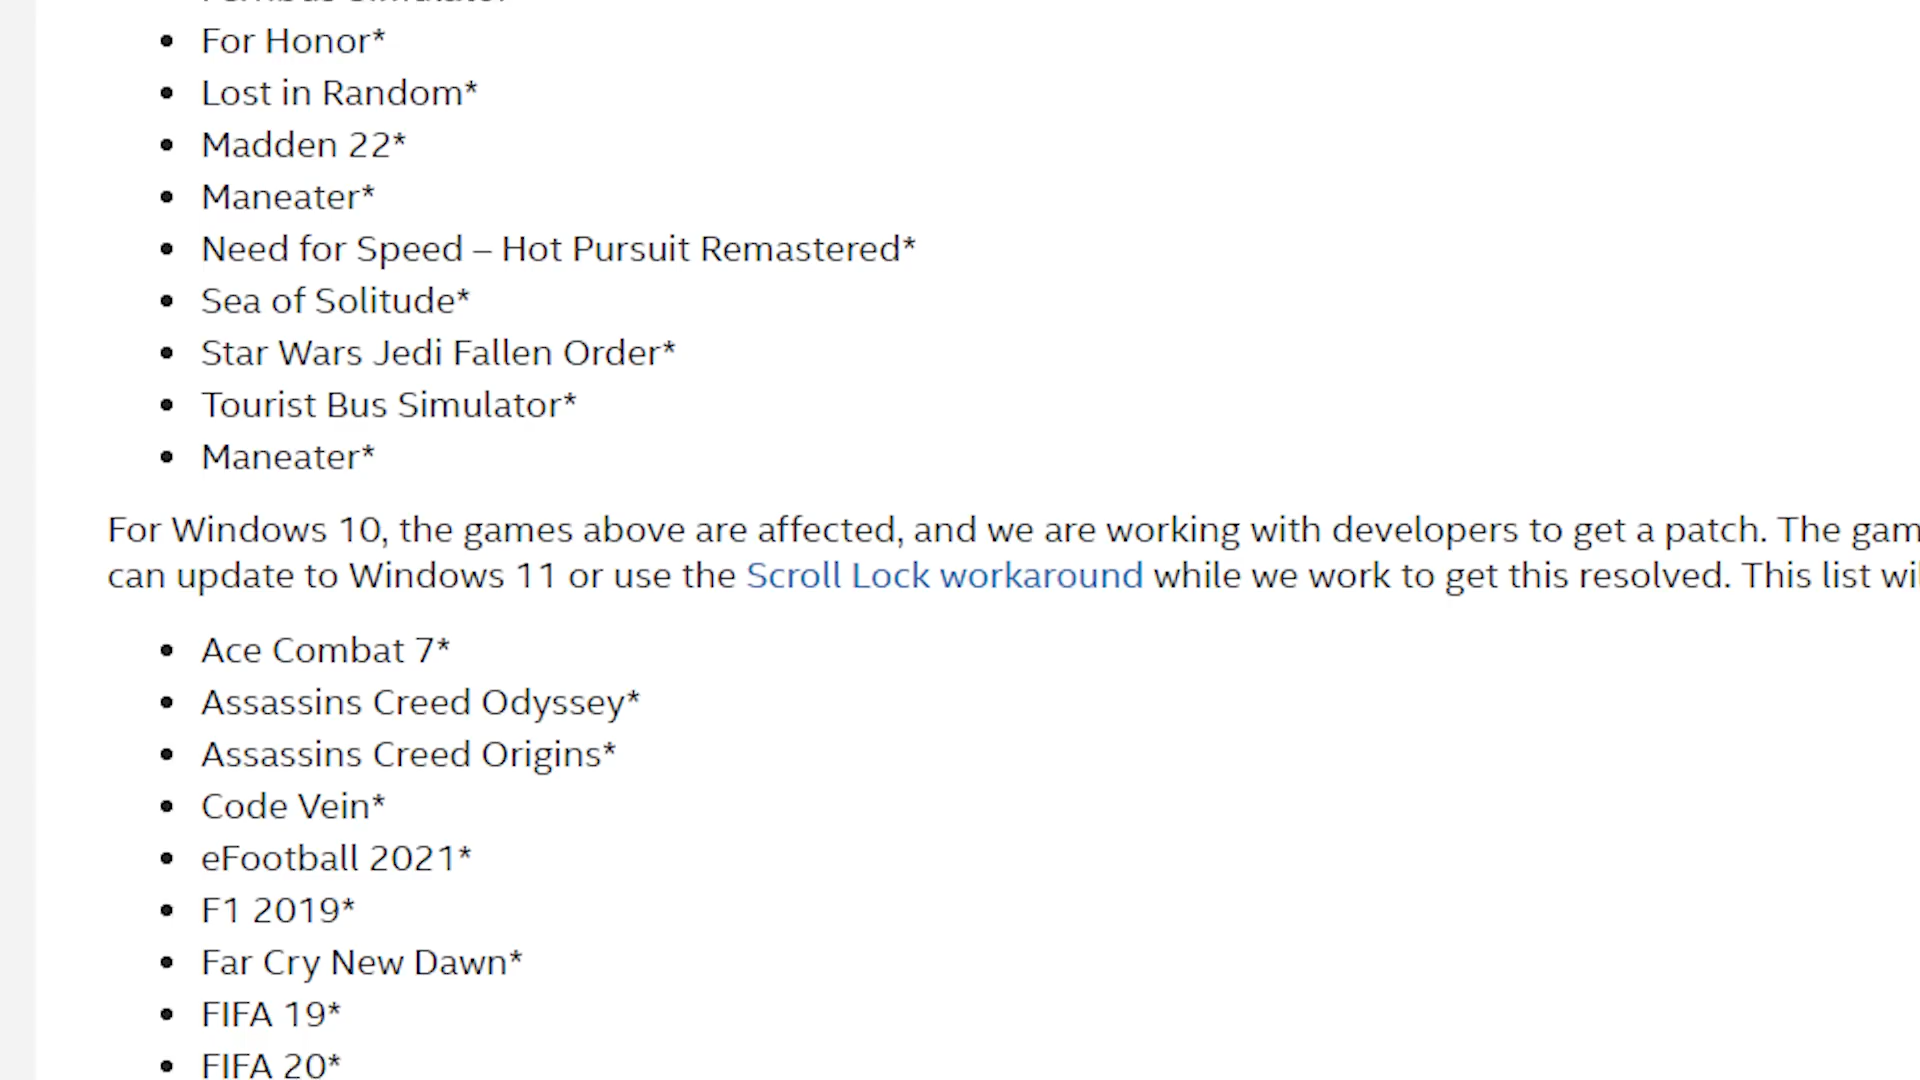 • For Honor*
• Lost in Random*
• Madden 22*
• Maneater*
• Need for Speed – Hot Pursuit Remastered*
• Sea of Solitude*
• Star Wars Jedi Fallen Order*
• Tourist Bus Simulator*
• Maneater*
For Windows 10, the games above are affected, and we are working with developers to get a patch. The
can update to Windows 11 or use the Scroll Lock workaround while we work to get this resolved. This list
• Ace Combat 7*
• Assassins Creed Odyssey*
• Assassins Creed Origins*
• Code Vein*
• eFootball 2021*
• F1 2019*
• Far Cry New Dawn*
• FIFA 19*
• FIFA 20*